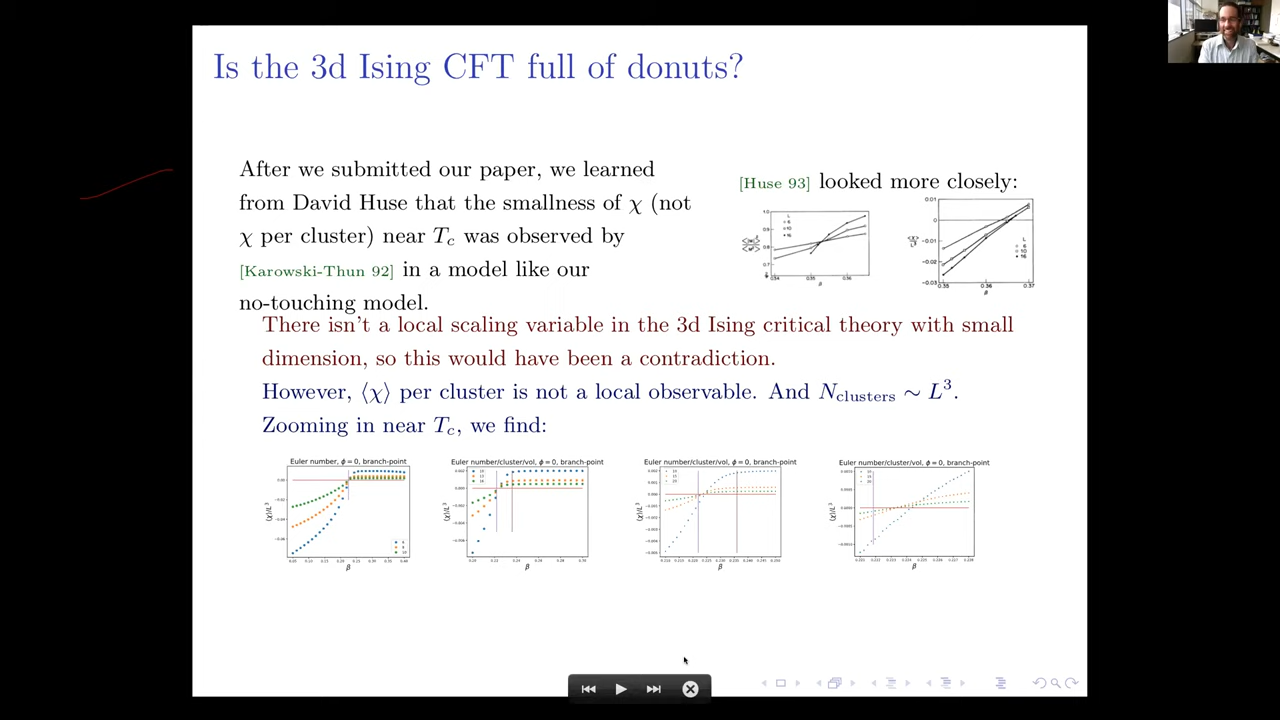 Is the 3d Ising CFT full of donuts?
After we submitted our paper, we learned
from David Huse that the smallness of χ (not
χ per cluster) near Tc was observed by
[Karowski-Thun 92] in a model like our
no-touching model.
[Huse 93] looked more closely:
There isn't a local scaling variable in the 3d Ising critical theory with small
dimension, so this would have been a contradiction.
However, ⟨χ⟩ per cluster is not a local observable. And Nclusters ∼ L³.
Zooming in near Tc, we find:
Euler number, ϕ=0, branch-point
Euler number/cluster/vol, ϕ=0, branch-point
Euler number/cluster/vol, ϕ=0, branch-point
Euler number/cluster/vol, ϕ=0, branch-point